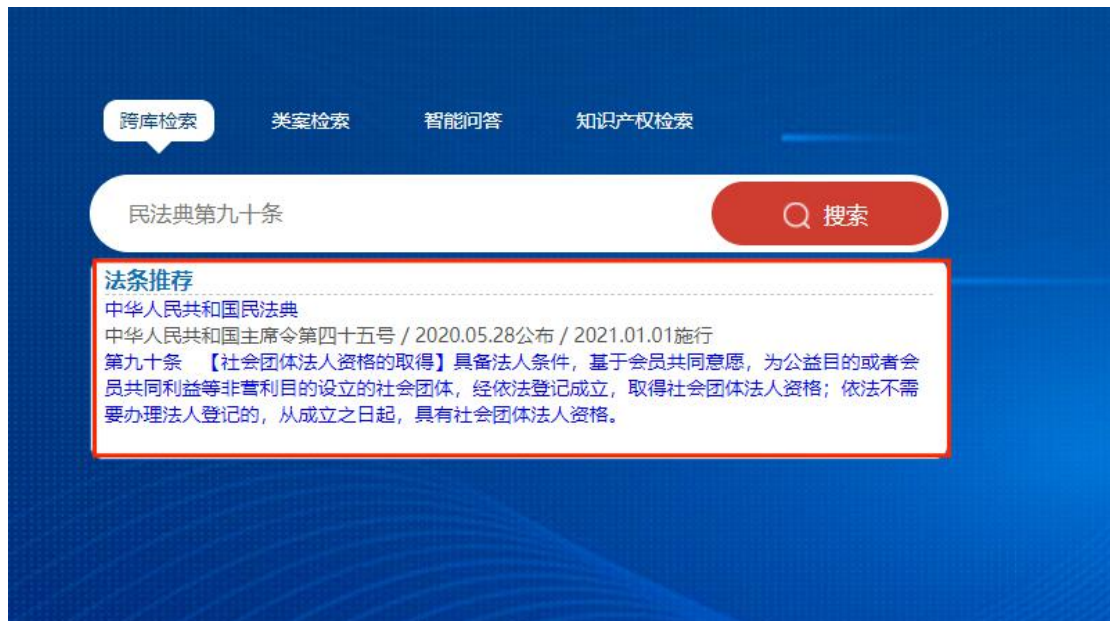 跨库检索 类案检索 智能问答 知识产权检索
民法典第九十条 搜索
法条推荐
中华人民共和国民法典
中华人民共和国主席令第四十五号 / 2020.05.28公布 / 2021.01.01施行
第九十条 【社会团体法人资格的取得】具备法人条件，基于会员共同意愿，为公益目的或者会
员共同利益等非营利目的设立的社会团体，经依法登记成立，取得社会团体法人资格；依法不需
要办理法人登记的，从成立之日起，具有社会团体法人资格。